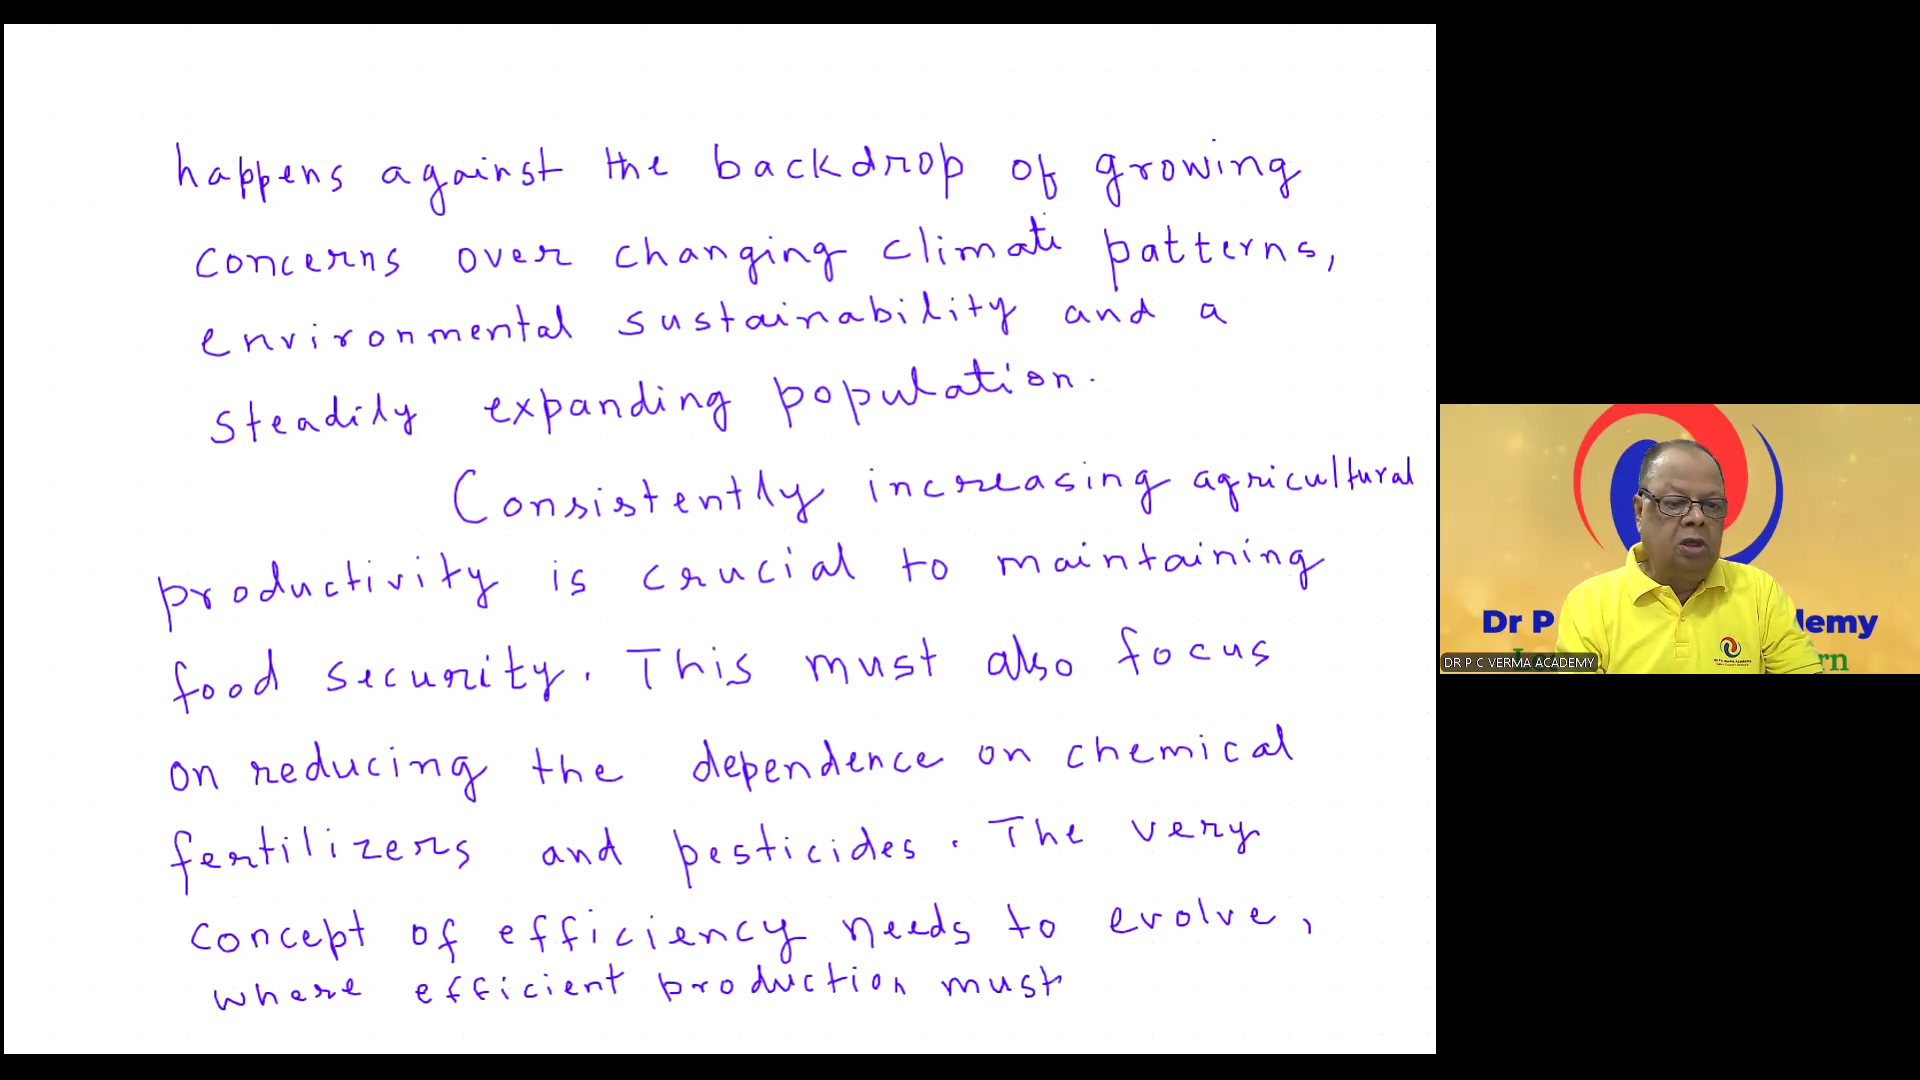 happens against the backdrop of growing
concerns over changing climati patterns,
environmental sustainability and a
steadily expanding population.
Consistently increasing agricultural
productivity is crucial to maintaining
food security. This must also focus
on reducing the dependence on chemical
fertilizers and pesticides. The very
concept of efficiency needs to evolve,
where efficient production must
Dr P
lemy
DR P C VERMA ACADEMY
rn